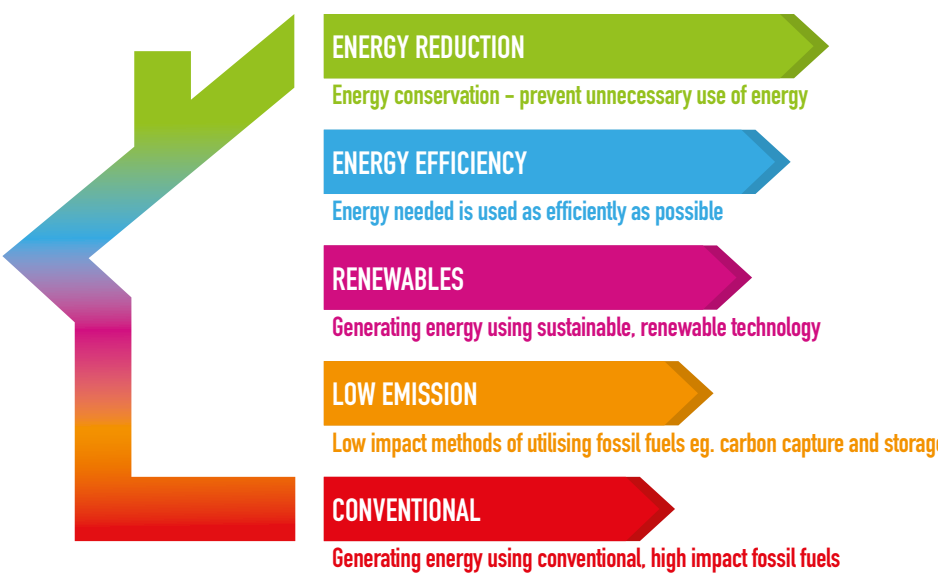 ENERGY REDUCTION
Energy conservation – prevent unnecessary use of energy
ENERGY EFFICIENCY
Energy needed is used as efficiently as possible
RENEWABLES
Generating energy using sustainable, renewable technology
LOW EMISSION
Low impact methods of utilising fossil fuels eg. carbon capture and storage
CONVENTIONAL
Generating energy using conventional, high impact fossil fuels